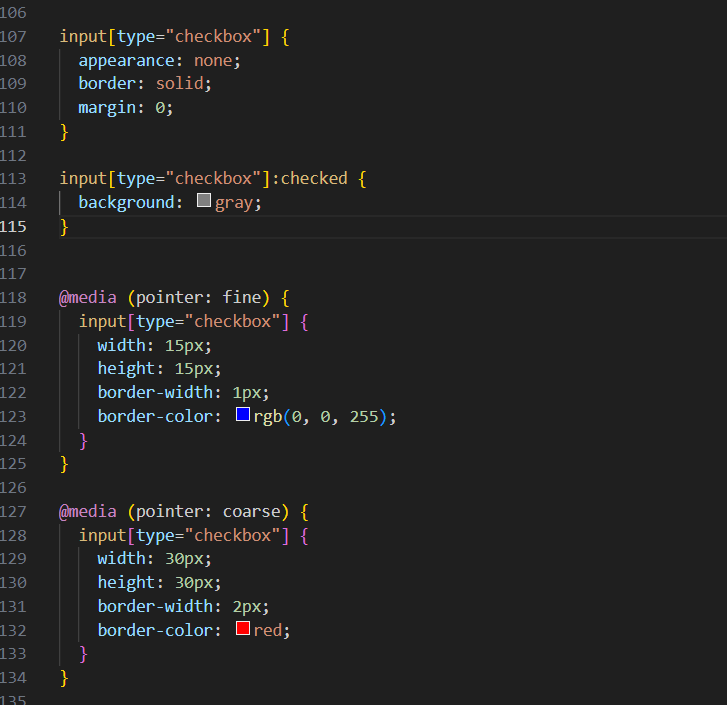 106
107 input[type="checkbox"] {
108   appearance: none;
109   border: solid;
110   margin: 0;
111 }
112
113 input[type="checkbox"]:checked {
114   background: gray;
115 }
116
117
118 @media (pointer: fine) {
119   input[type="checkbox"] {
120     width: 15px;
121     height: 15px;
122     border-width: 1px;
123     border-color: rgb(0, 0, 255);
124   }
125 }
126
127 @media (pointer: coarse) {
128   input[type="checkbox"] {
129     width: 30px;
130     height: 30px;
131     border-width: 2px;
132     border-color: red;
133   }
134 }
135